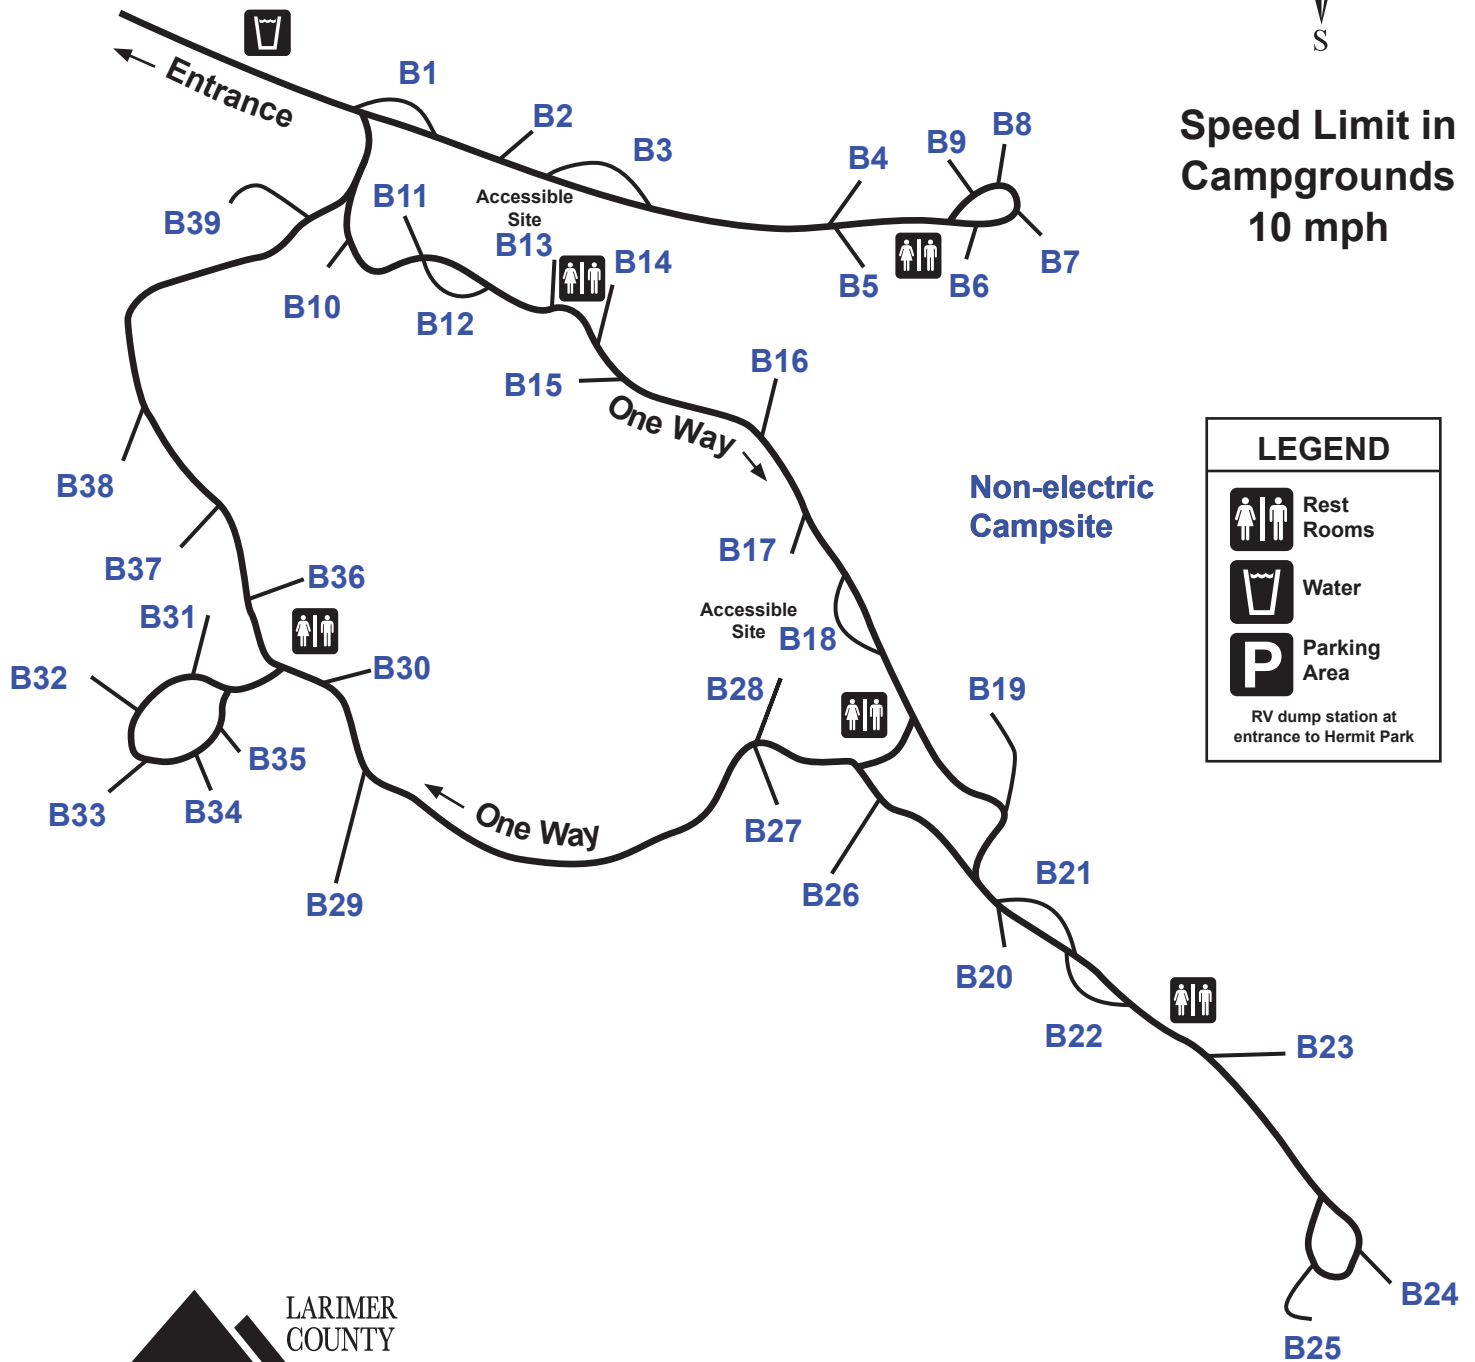 S
Entrance
Speed Limit in
Campgrounds
10 mph
B1
B2
B3
B4
B5
B6
B7
B8
B9
B39
B11
Accessible
Site
B13
B14
B10
B12
B15
B16
One Way
B38
B17
Non-electric
Campsite
LEGEND
Rest
Rooms
Water
P
Parking
Area
RV dump station at
entrance to Hermit Park
B37
B36
B31
Accessible
Site
B18
B32
B30
B28
B19
B35
B33
B34
One Way
B27
B26
B21
B29
B20
B22
B23
B24
B25
LARIMER
COUNTY